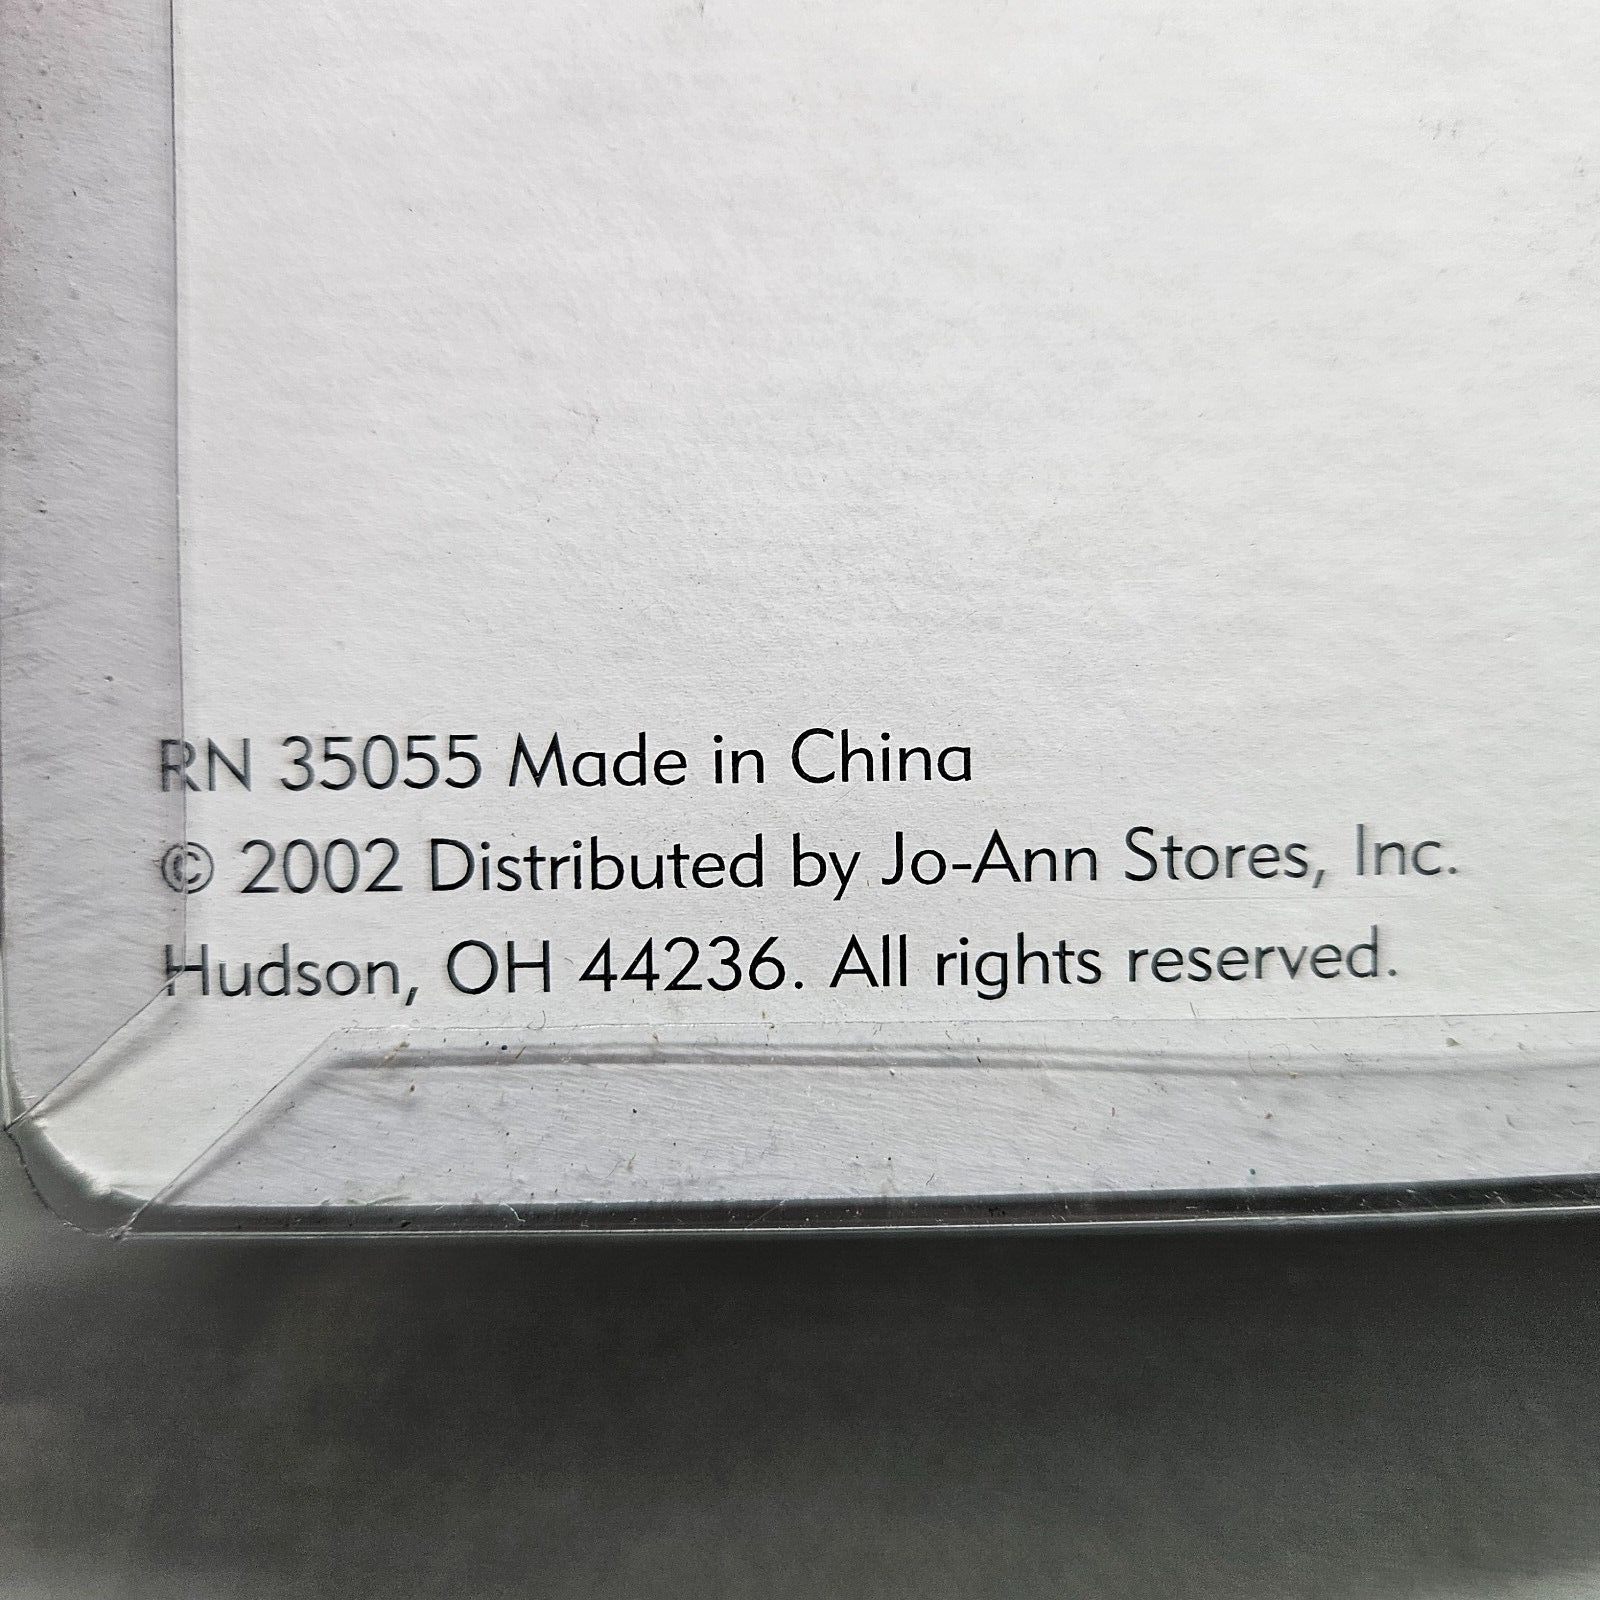 RN 35055 Made in China
© 2002 Distributed by Jo-Ann Stores, Inc.
Hudson, OH 44236. All rights reserved.